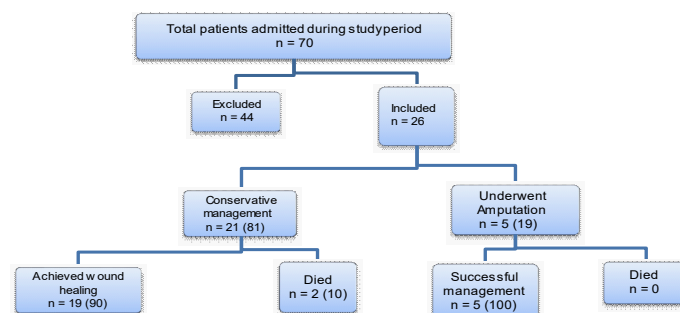 Total patients admitted during studyperiod
n = 70
Excluded
n = 44
Included
n = 26
Conservative
management
n = 21 (81)
Underwent
Amputation
n = 5 (19)
Achieved wound
healing
n = 19 (90)
Died
n = 2 (10)
Successful
management
n = 5 (100)
Died
n = 0